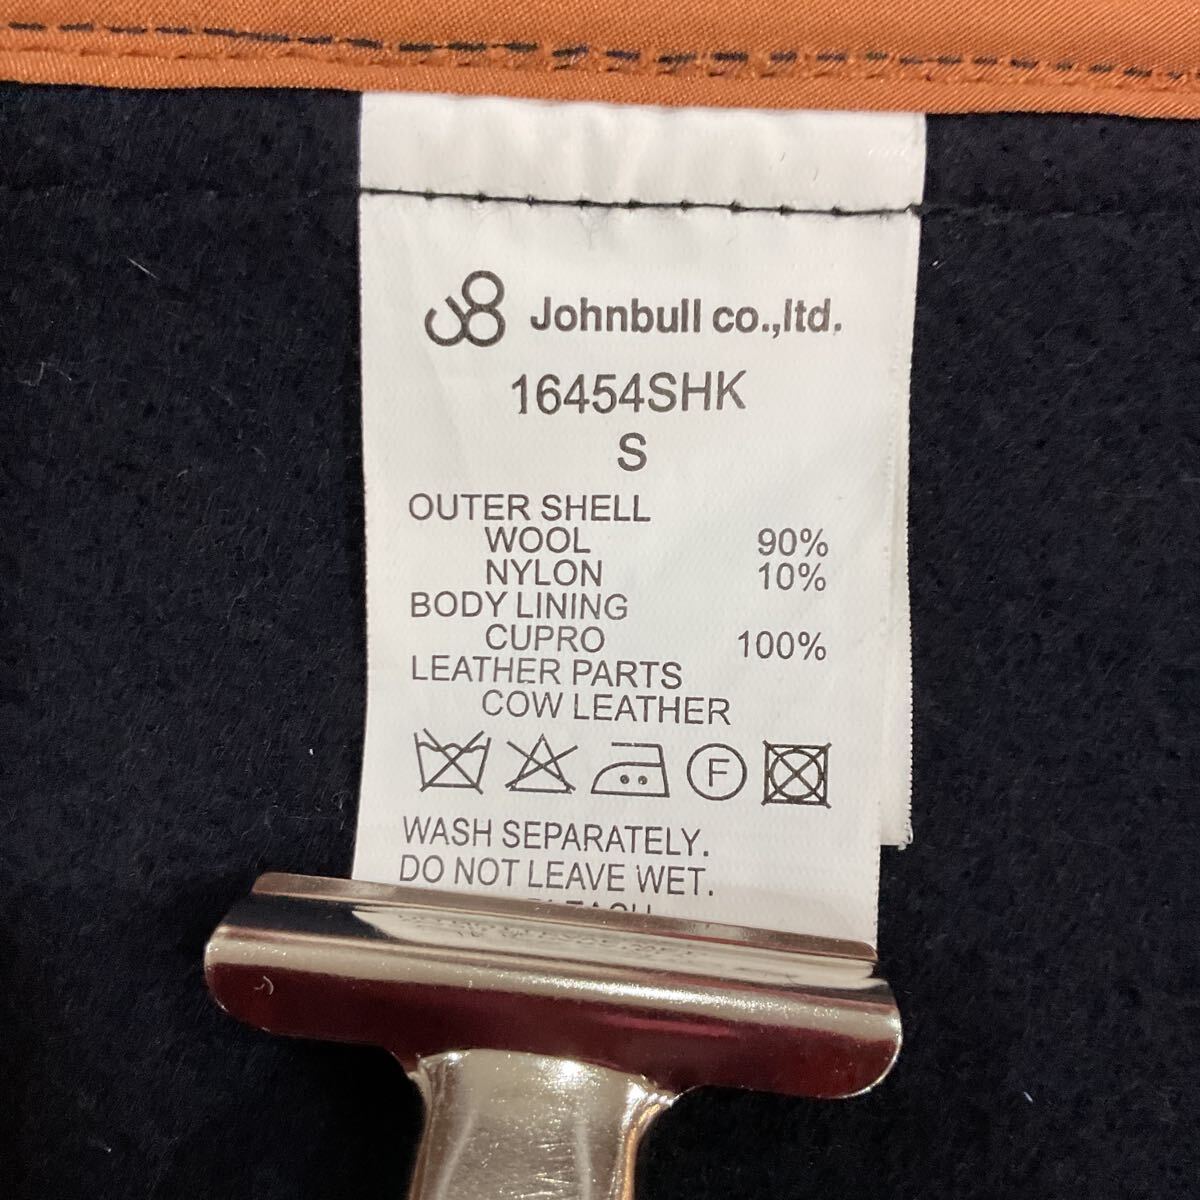 Johnbull co.,ltd.
16454SHK
S
OUTER SHELL
WOOL 90%
NYLON 10%
BODY LINING
CUPRO 100%
LEATHER PARTS
COW LEATHER
F
WASH SEPARATELY.
DO NOT LEAVE WET.